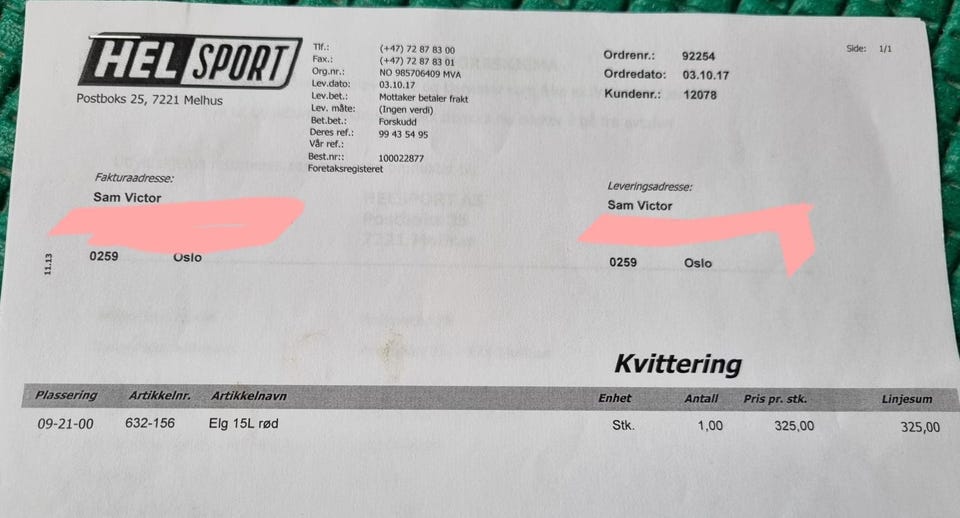 HELSPORT
Postboks 25, 7221 Melhus
Tlf.: (+47) 72 87 83 00
Fax.: (+47) 72 87 83 01
Org.nr.: NO 985706409 MVA
Lev.dato: 03.10.17
Lev.bet.: Mottaker betaler frakt
Lev. måte: (Ingen verdi)
Bet.bet.: Forskudd
Deres ref.: 99 43 54 95
Vår ref.:
Best.nr:: 100022877
Foretaksregisteret
Ordrenr.: 92254
Ordredato: 03.10.17
Kundenr.: 12078
Side: 1/1
Fakturaadresse:
Sam Victor
0259 Oslo
Leveringsadresse:
Sam Victor
0259 Oslo
11.13
Kvittering
Plassering Artikkelnr. Artikkelnavn Enhet Antall Pris pr. stk. Linjesum
09-21-00 632-156 Elg 15L rød Stk. 1,00 325,00 325,00